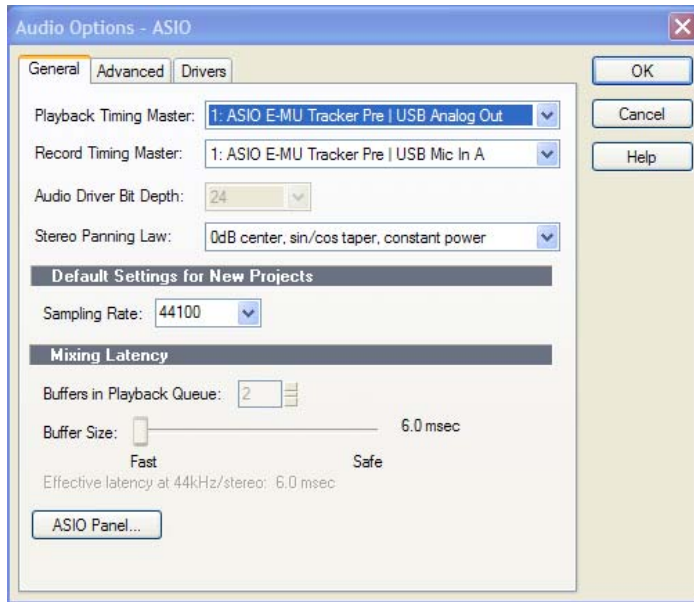 Audio Options - ASIO
General Advanced Drivers
OK
Cancel
Help
Playback Timing Master: 1: ASIO E-MU Tracker Pre | USB Analog Out
Record Timing Master: 1: ASIO E-MU Tracker Pre | USB Mic In A
Audio Driver Bit Depth: 24
Stereo Panning Law: 0dB center, sin/cos taper, constant power
Default Settings for New Projects
Sampling Rate: 44100
Mixing Latency
Buffers in Playback Queue: 2
Buffer Size: 6.0 msec
Fast Safe
Effective latency at 44kHz/stereo: 6.0 msec
ASIO Panel...